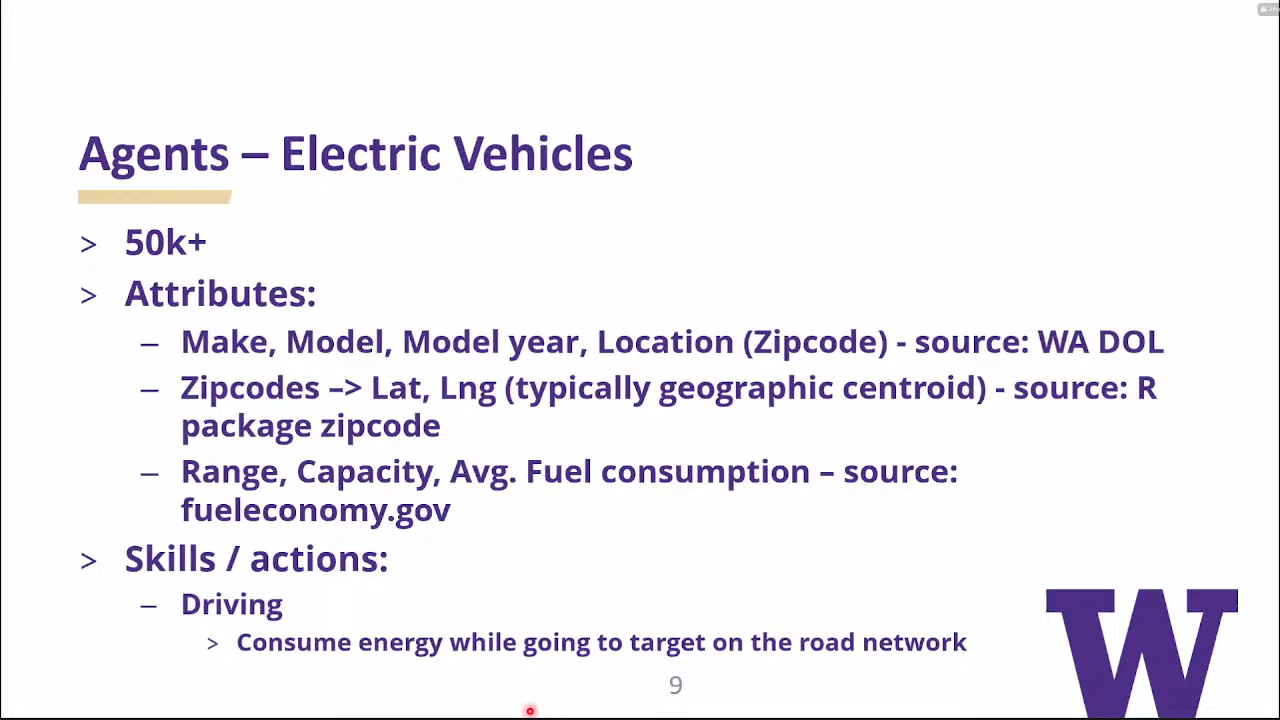 Agents – Electric Vehicles
> 50k+
> Attributes:
– Make, Model, Model year, Location (Zipcode) - source: WA DOL
– Zipcodes –> Lat, Lng (typically geographic centroid) - source: R
package zipcode
– Range, Capacity, Avg. Fuel consumption – source:
fueleconomy.gov
> Skills / actions:
– Driving
> Consume energy while going to target on the road network
9
W